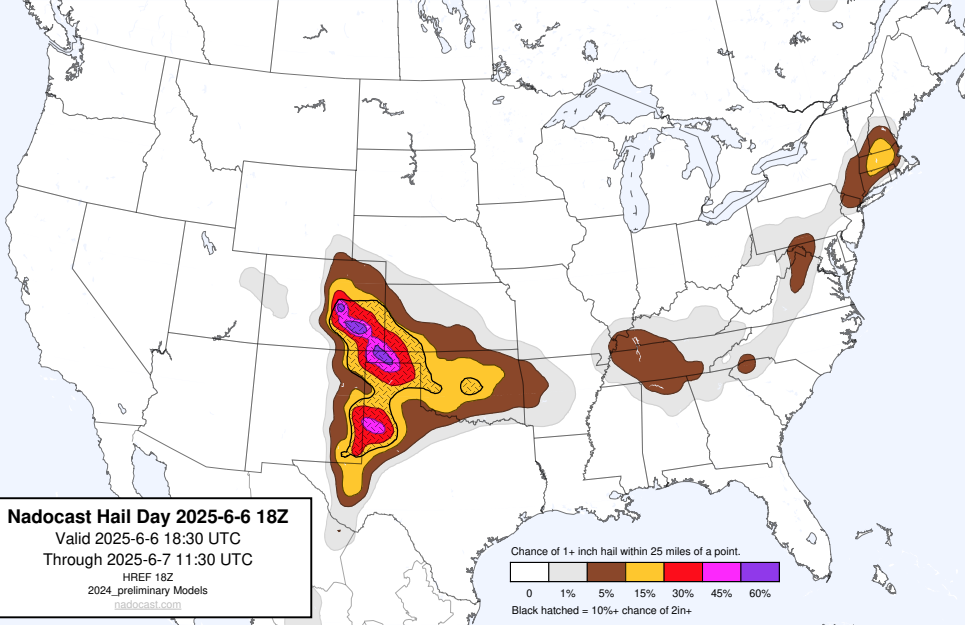 Nadocast Hail Day 2025-6-6 18Z
Valid 2025-6-6 18:30 UTC
Through 2025-6-7 11:30 UTC
HREF 18Z
2024_preliminary Models
nadocast.com
Chance of 1+ inch hail within 25 miles of a point.
0 1% 5% 15% 30% 45% 60%
Black hatched = 10%+ chance of 2in+